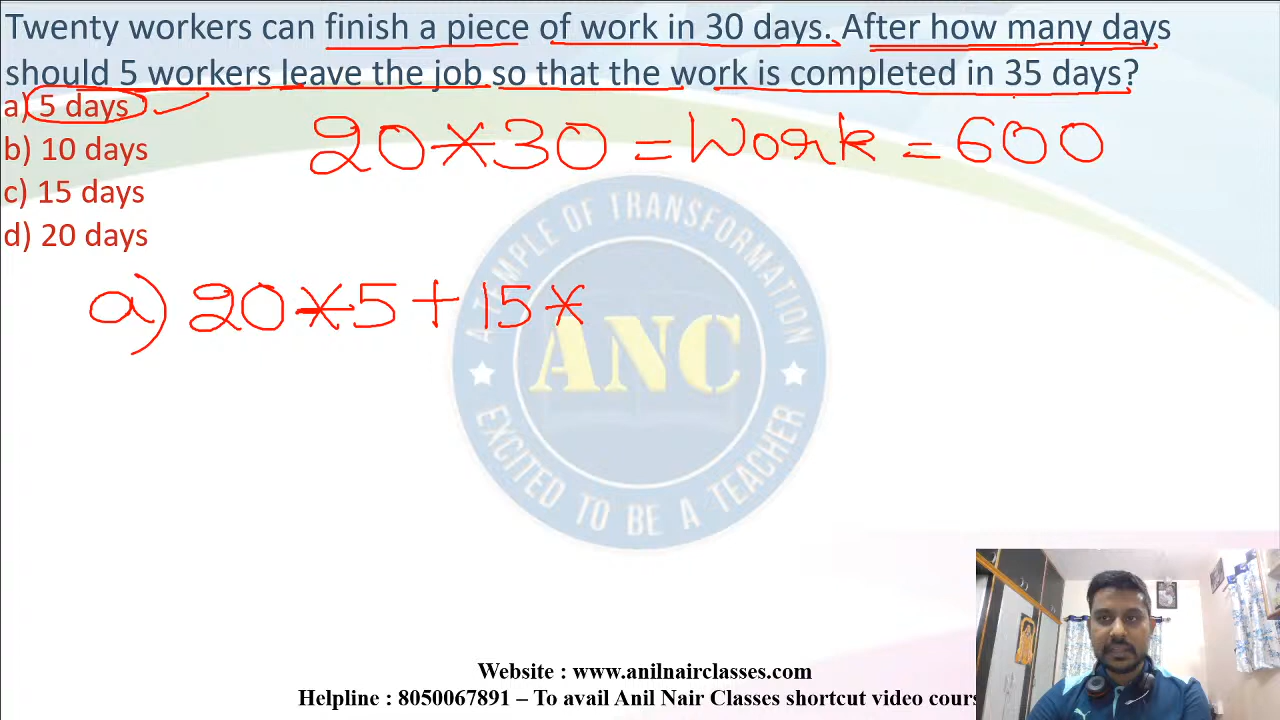 Twenty workers can finish a piece of work in 30 days. After how many days
should 5 workers leave the job so that the work is completed in 35 days?
a) 5 days
b) 10 days
c) 15 days
d) 20 days
20*30 = Work = 600
a) 20*5+15*
A TEMPLE OF TRANSFORMATION
ANC
EXCITED TO BE A TEACHER
Website : www.anilnairclasses.com
Helpline : 8050067891 – To avail Anil Nair Classes shortcut video cours